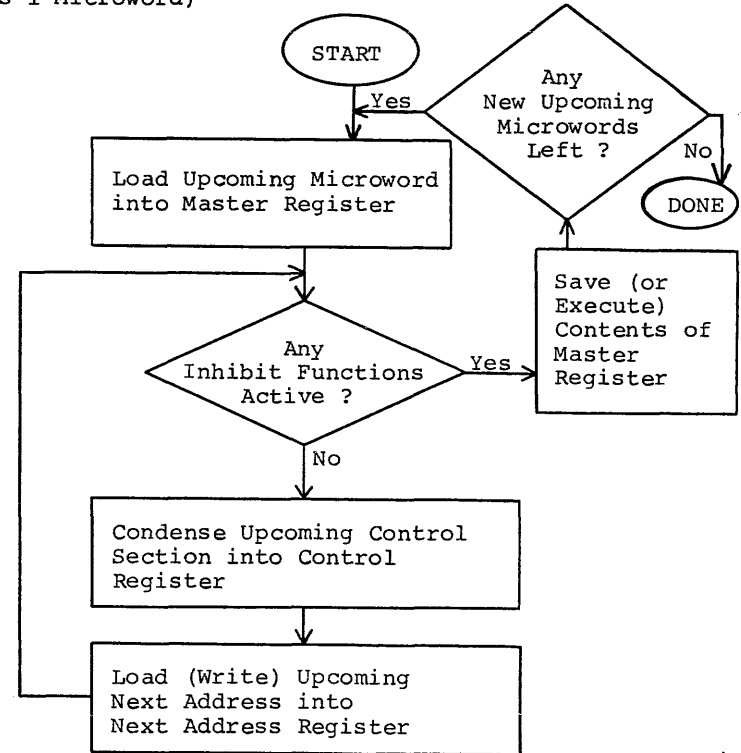 s 1 Microword)
START
Any
New Upcoming
Microwords
Left ?
Yes
No
DONE
Load Upcoming Microword
into Master Register
Save (or
Execute)
Contents of
Master
Register
Any
Inhibit Functions
Active ?
Yes
No
Condense Upcoming Control
Section into Control
Register
Load (Write) Upcoming
Next Address into
Next Address Register